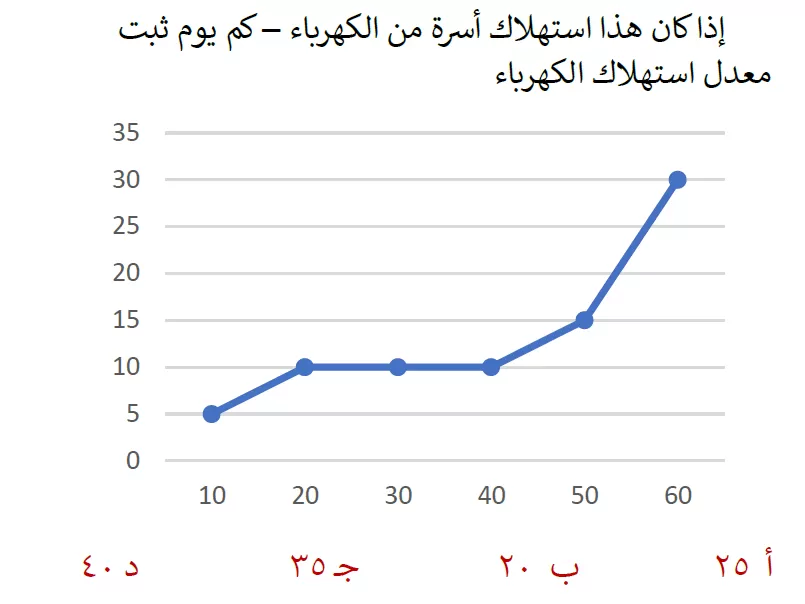 إذا كان هذا استهلاك أسرة من الكهرباء – كم يوم ثبت
معدل استهلاك الكهرباء
35
30
25
20
15
10
5
0
10 20 30 40 50 60
أ ٢٥ ب ٢٠ جـ ٣٥ د ٤٠